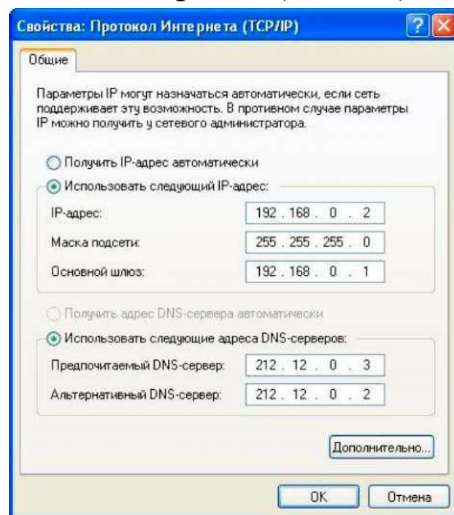 Свойства: Протокол Интернета (TCP/IP)
Общие
Параметры IP могут назначаться автоматически, если сеть
поддерживает эту возможность. В противном случае параметры
IP можно получить у сетевого администратора.
Получить IP-адрес автоматически
Использовать следующий IP-адрес:
IP-адрес: 192 . 168 . 0 . 2
Маска подсети: 255 . 255 . 255 . 0
Основной шлюз: 192 . 168 . 0 . 1
Получить адрес DNS-сервера автоматически
Использовать следующие адреса DNS-серверов:
Предпочитаемый DNS-сервер: 212 . 12 . 0 . 3
Альтернативный DNS-сервер: 212 . 12 . 0 . 2
Дополнительно...
OK Отмена